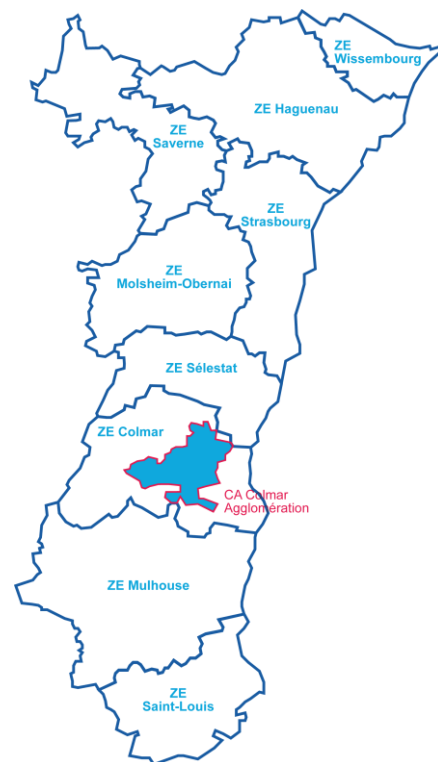 ZE
Wissembourg
ZE Haguenau
ZE
Saverne
ZE
Strasbourg
ZE
Molsheim-Obernai
ZE Sélestat
ZE Colmar
CA Colmar
Agglomération
ZE Mulhouse
ZE
Saint-Louis